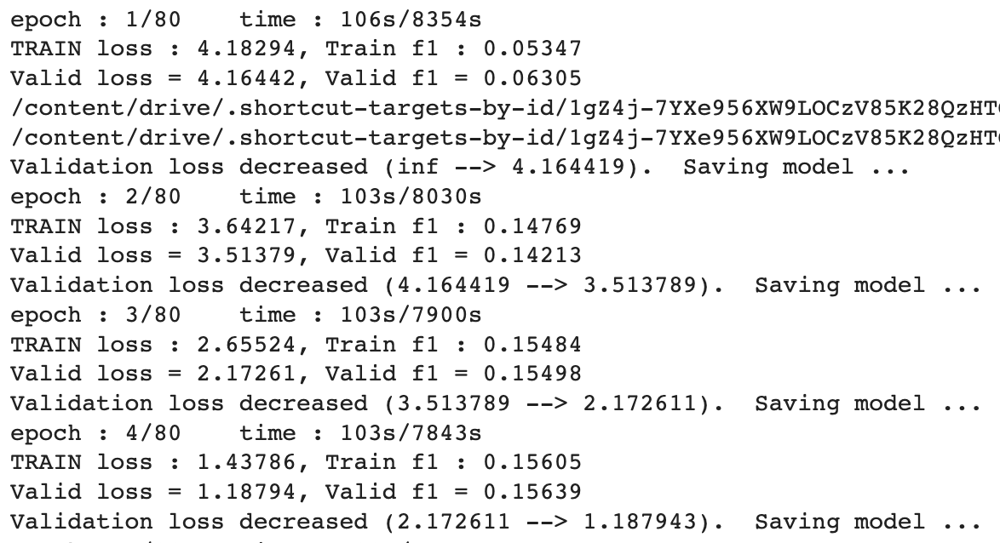 epoch : 1/80    time : 106s/8354s
TRAIN loss : 4.18294, Train f1 : 0.05347
Valid loss = 4.16442, Valid f1 = 0.06305
/content/drive/.shortcut-targets-by-id/1gZ4j-7YXe956XW9LOCzV85K28QzHT
/content/drive/.shortcut-targets-by-id/1gZ4j-7YXe956XW9LOCzV85K28QzHT
Validation loss decreased (inf --> 4.164419).  Saving model ...
epoch : 2/80    time : 103s/8030s
TRAIN loss : 3.64217, Train f1 : 0.14769
Valid loss = 3.51379, Valid f1 = 0.14213
Validation loss decreased (4.164419 --> 3.513789).  Saving model ...
epoch : 3/80    time : 103s/7900s
TRAIN loss : 2.65524, Train f1 : 0.15484
Valid loss = 2.17261, Valid f1 = 0.15498
Validation loss decreased (3.513789 --> 2.172611).  Saving model ...
epoch : 4/80    time : 103s/7843s
TRAIN loss : 1.43786, Train f1 : 0.15605
Valid loss = 1.18794, Valid f1 = 0.15639
Validation loss decreased (2.172611 --> 1.187943).  Saving model ...